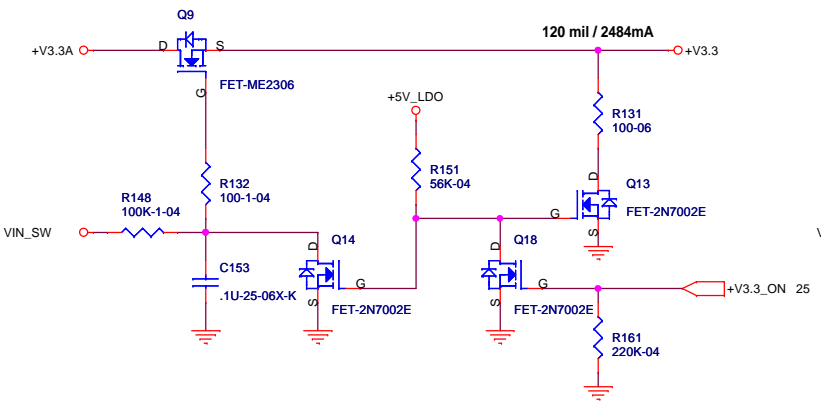 Q9
120 mil / 2484mA
+V3.3A
D
S
+V3.3
FET-ME2306
G
+5V_LDO
R131
100-06
R151
56K-04
R132
100-1-04
R148
100K-1-04
D
Q13
G
FET-2N7002E
S
VIN_SW
Q14
Q18
V
D
D
C153
.1U-25-06X-K
G
G
+V3.3_ON 25
S
S
FET-2N7002E
FET-2N7002E
R161
220K-04